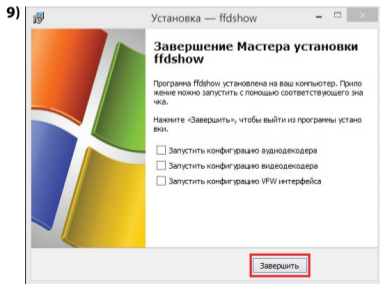 9)
Установка — ffdshow
Завершение Мастера установки
ffdshow
Программа ffdshow установлена на ваш компьютер. Прило
жение можно запустить с помощью соответствующего зна
чка.
Нажмите «Завершить», чтобы выйти из программы устано
вки.
Запустить конфигурацию аудиодекодера
Запустить конфигурацию видеодекодера
Запустить конфигурацию VFW интерфейса
Завершить